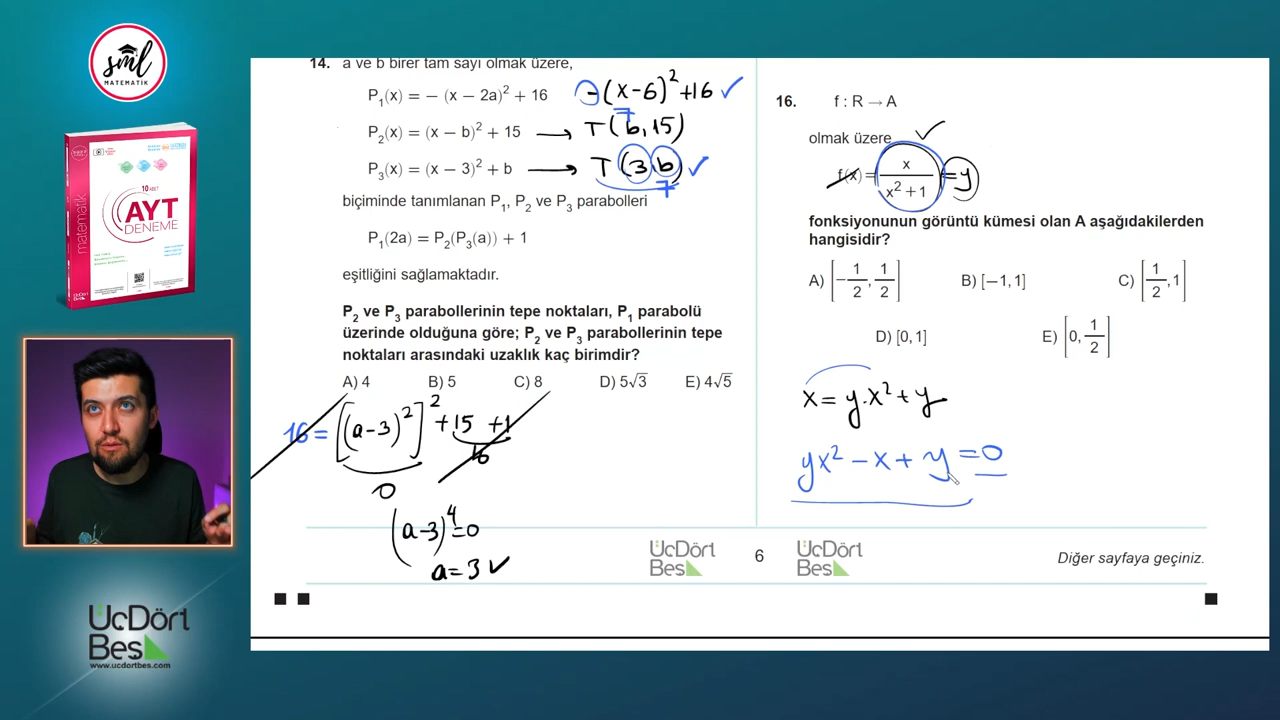 sml
MATEMATİK
10 ADET
AYT
DENEME
matematik
ÜçDört
Beş
www.ucdortbes.com
14. a ve b birer tam sayı olmak üzere,
P₁(x) = – (x – 2a)² + 16
-(x-6)²+16 ✓
7
P₂(x) = (x – b)² + 15 → T(b,15)
P₃(x) = (x – 3)² + b → T(3,b) ✓
7
biçiminde tanımlanan P₁, P₂ ve P₃ parabolleri
P₁(2a) = P₂(P₃(a)) + 1
eşitliğini sağlamaktadır.
P₂ ve P₃ parabollerinin tepe noktaları, P₁ parabolü
üzerinde olduğuna göre; P₂ ve P₃ parabollerinin tepe
noktaları arasındaki uzaklık kaç birimdir?
A) 4 B) 5 C) 8 D) 5√3 E) 4√5
16 = [(a-3)²]² + 15 + 1
16
0
(a-3)⁴=0
a=3 ✓
16. f : R → A
olmak üzere ✓
f(x) = x / (x² + 1) = y
fonksiyonunun görüntü kümesi olan A aşağıdakilerden
hangisidir?
A) [–1/2, 1/2] B) [–1, 1] C) [1/2, 1]
D) [0, 1] E) [0, 1/2]
x = y.x² + y
yx² - x + y = 0
ÜçDört
Beş
6
ÜçDört
Beş
Diğer sayfaya geçiniz.